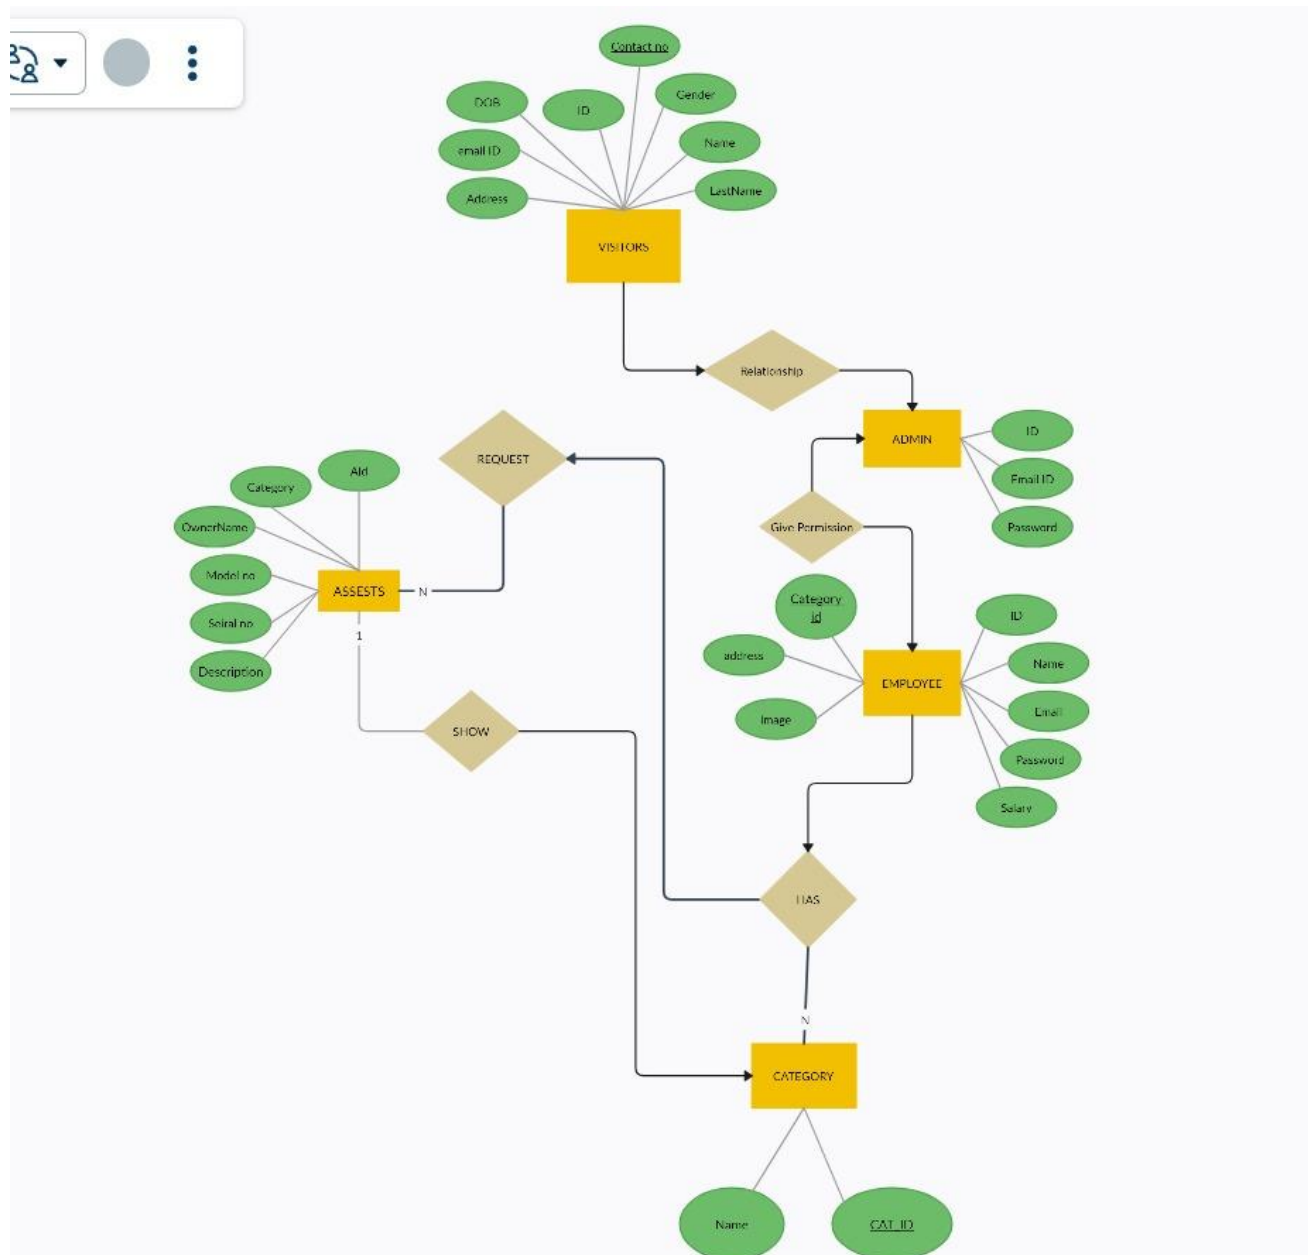 Contact no
DOB
ID
Gender
email ID
Name
Address
LastName
VISITORS
Relationship
REQUEST
ADMIN
ID
Email ID
Password
AId
Category
OwnerName
Model no
Seiral no
Description
ASSESTS
N
1
Give Permission
Category
id
address
Image
EMPLOYEE
ID
Name
Email
Password
Salary
SHOW
HAS
N
CATEGORY
Name
CAT_ID